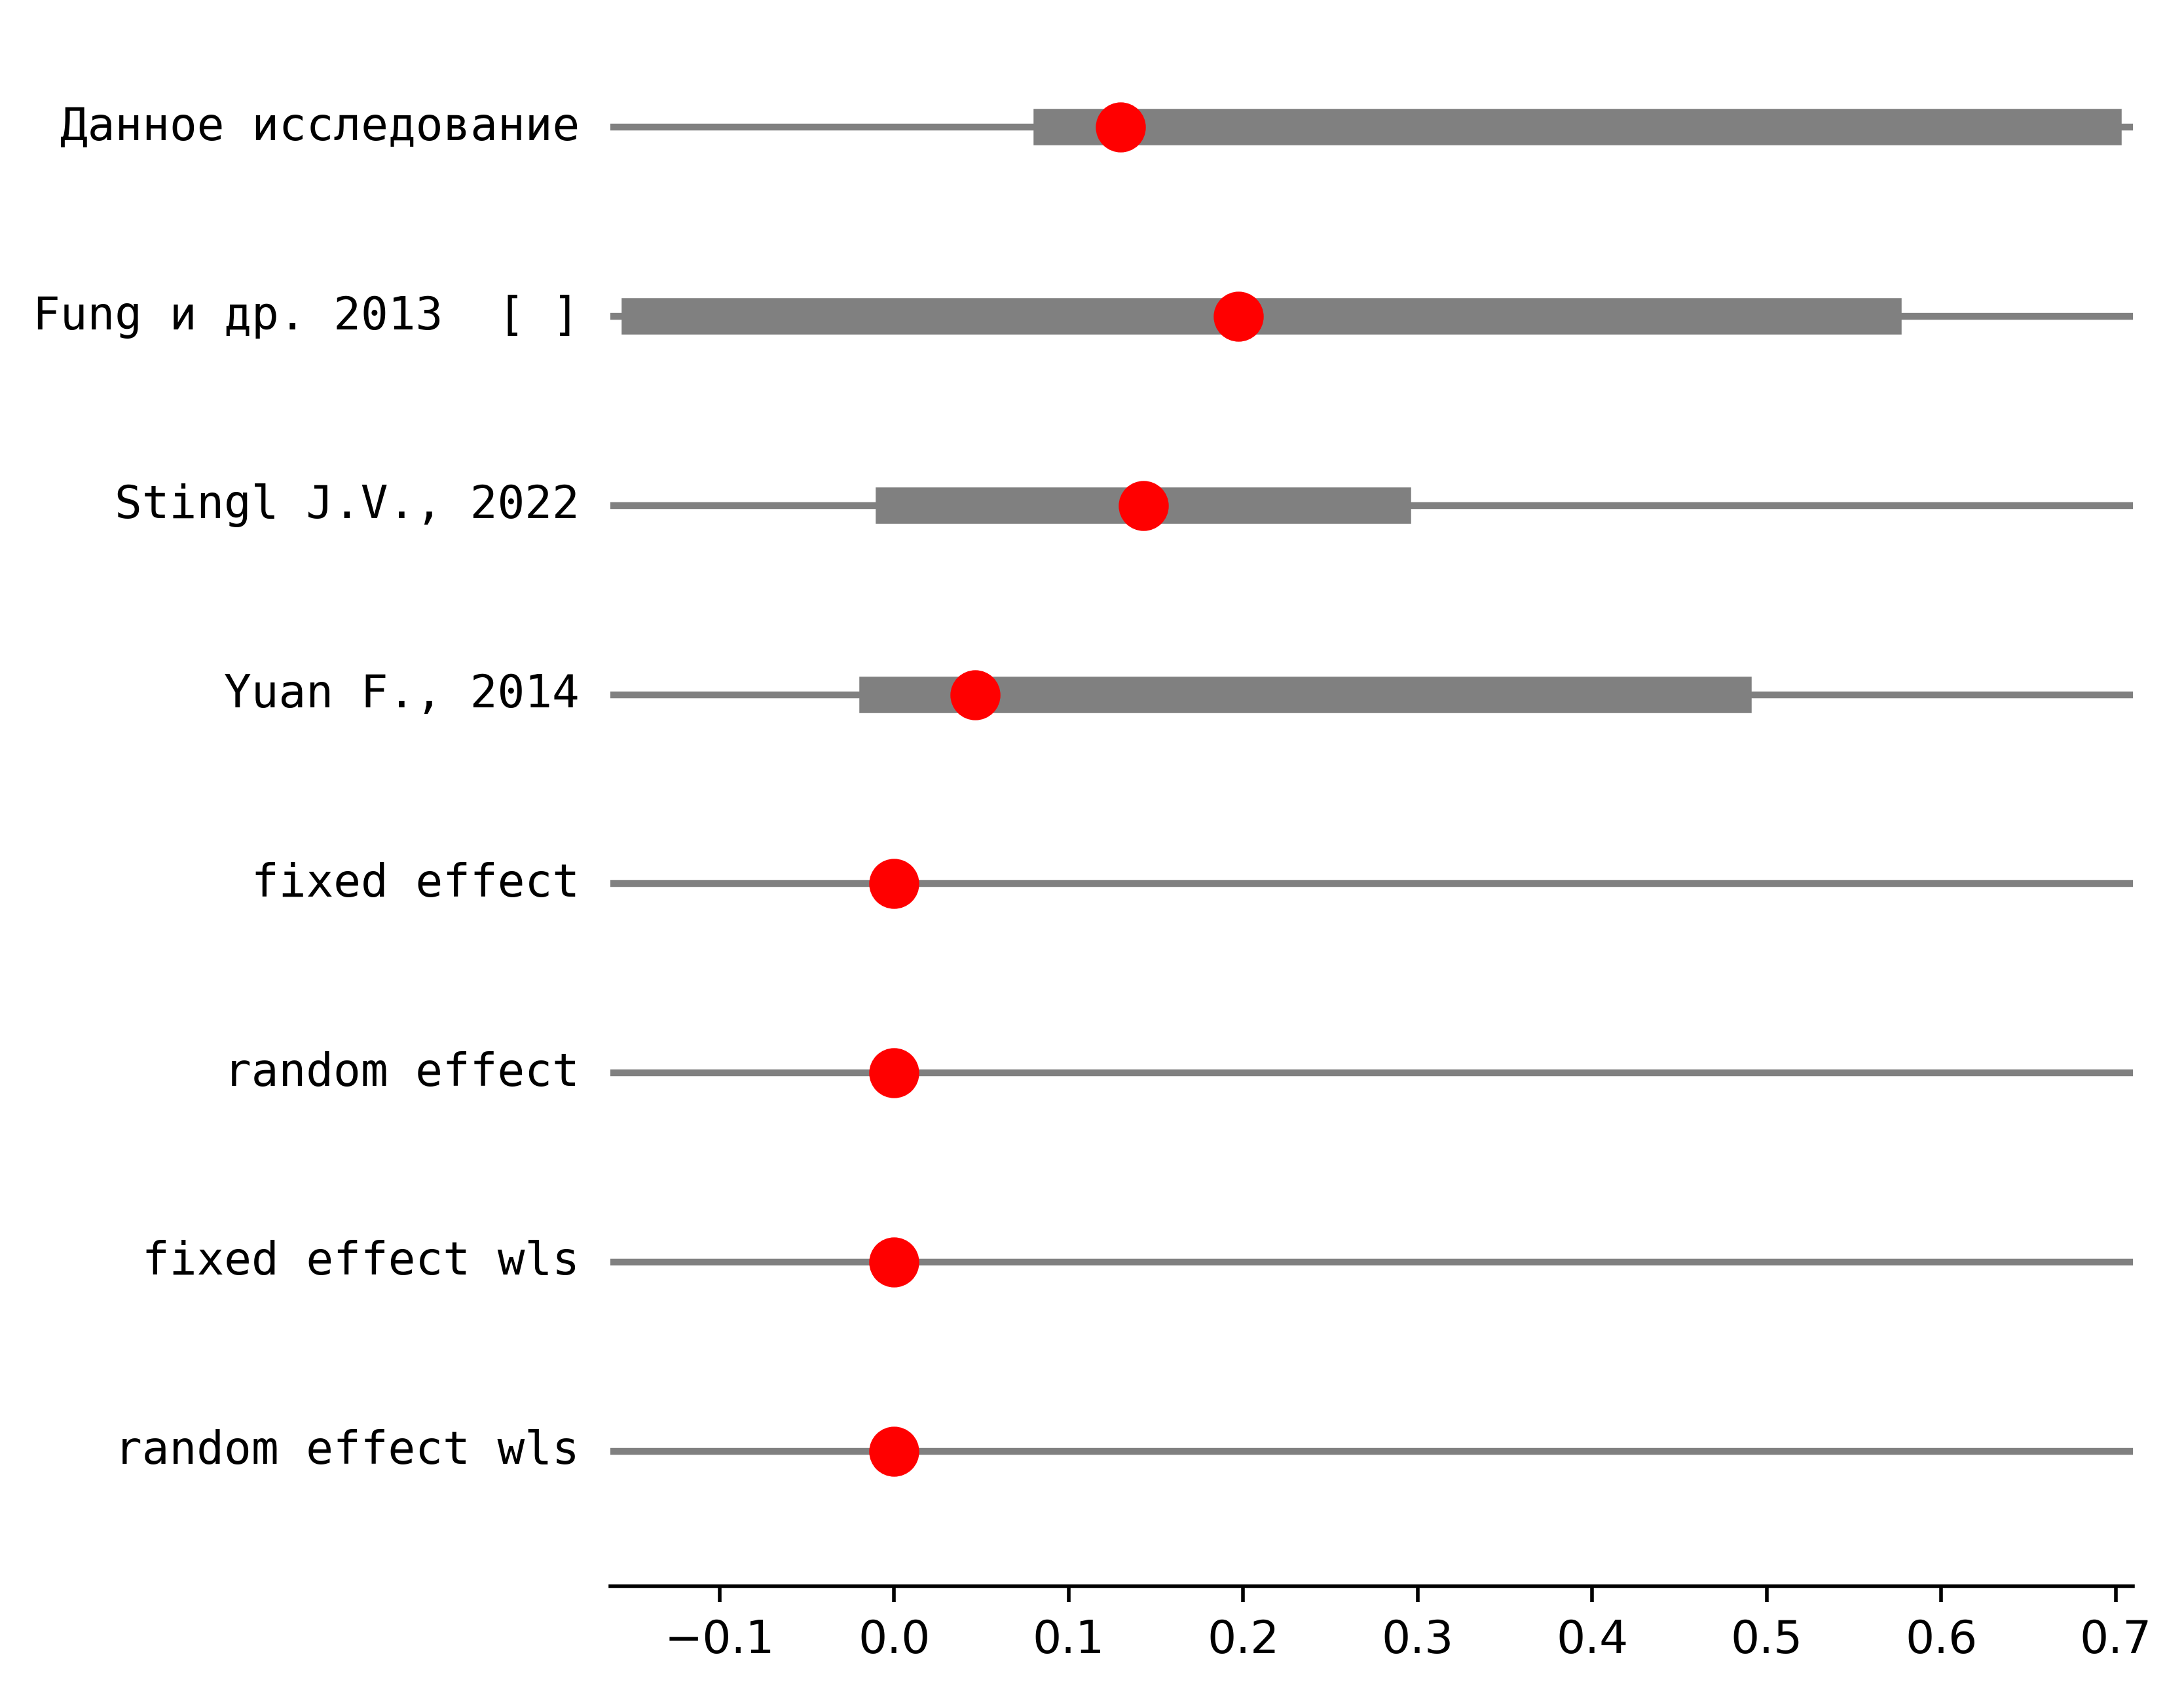 Данное исследование
Fung и др. 2013  [ ]
Stingl J.V., 2022
Yuan F., 2014
fixed effect
random effect
fixed effect wls
random effect wls
−0.1 0.0 0.1 0.2 0.3 0.4 0.5 0.6 0.7